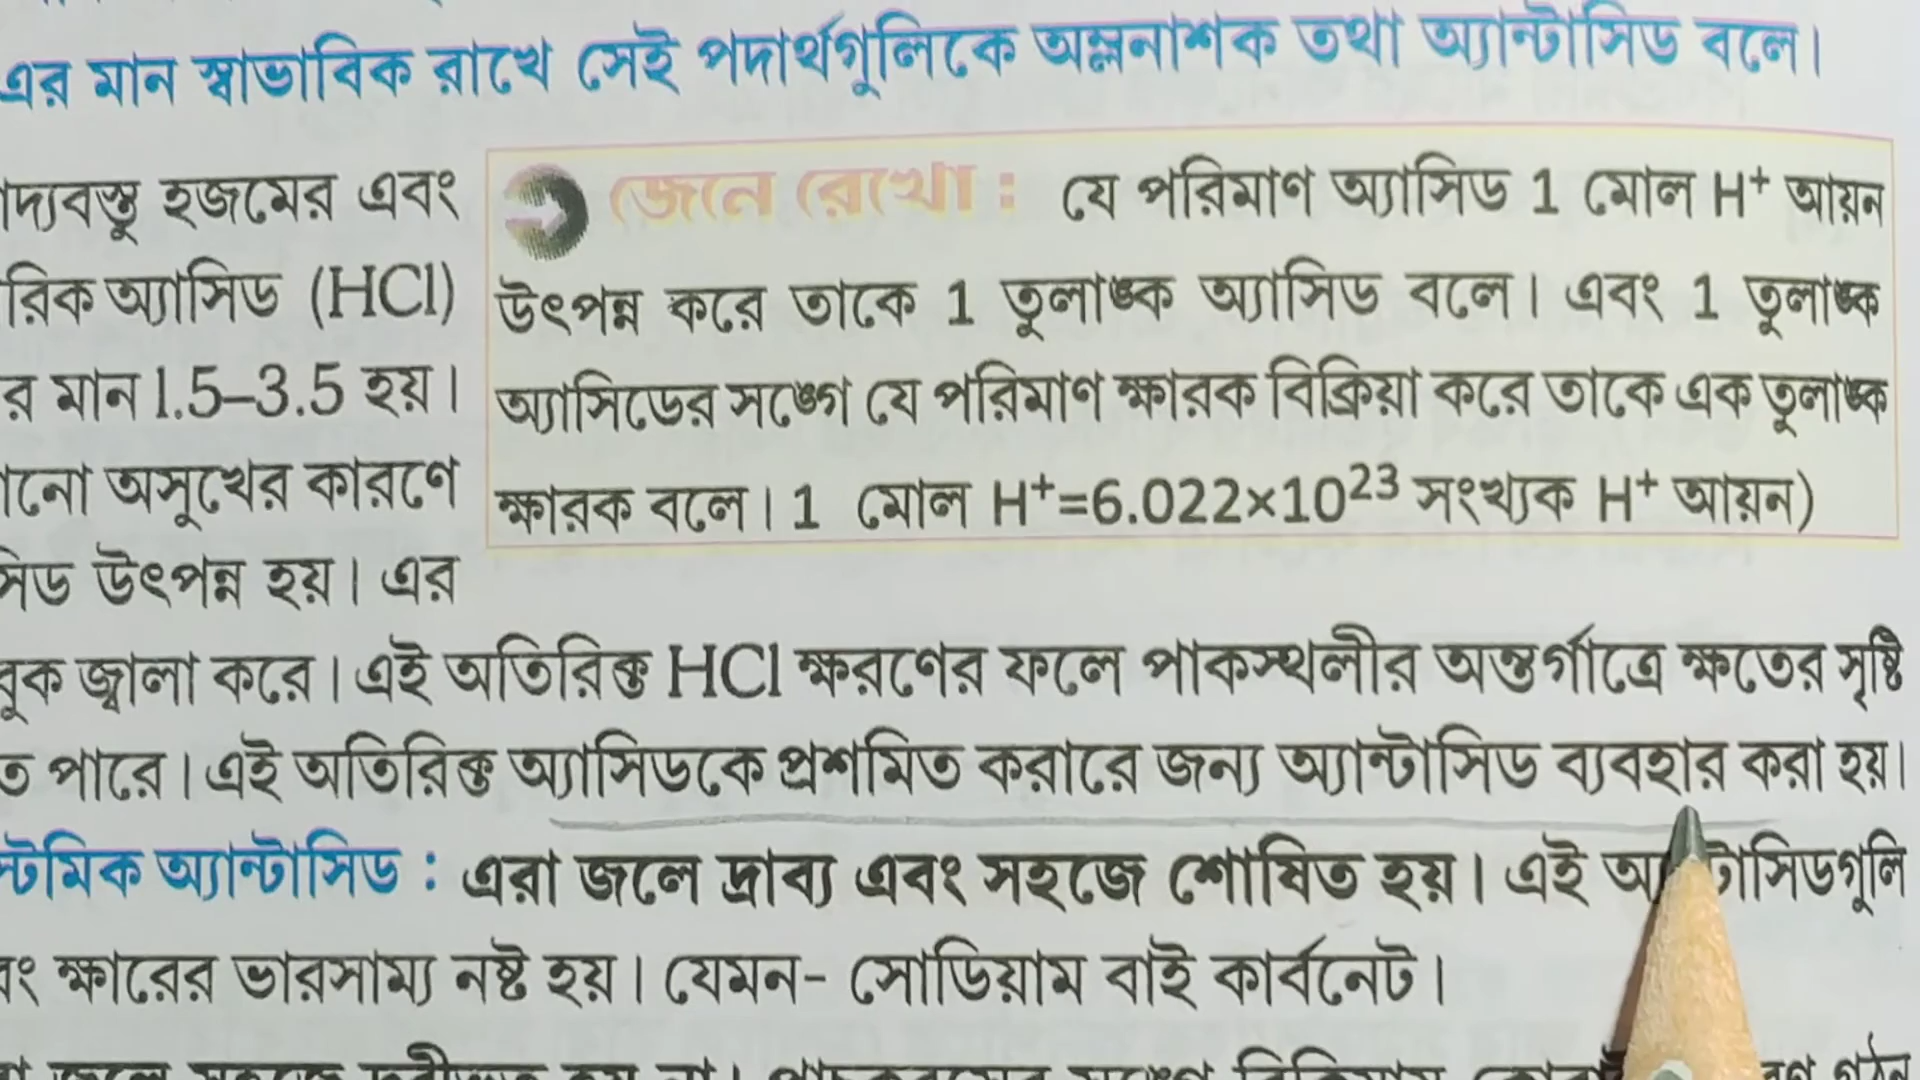 এর মান স্বাভাবিক রাখে সেই পদার্থগুলিকে অম্লনাশক তথা অ্যান্টাসিড বলে।
হজমের এবং
অ্যাসিড (HCl)
র মান 1.5–3.5 হয়।
অসুখের কারণে
উৎপন্ন হয়। এর
জেনে রেখো : যে পরিমাণ অ্যাসিড 1 মোল H⁺ আয়ন
উৎপন্ন করে তাকে 1 তুলাঙ্ক অ্যাসিড বলে। এবং 1 তুলাঙ্ক
অ্যাসিডের সঙ্গে যে পরিমাণ ক্ষারক বিক্রিয়া করে তাকে এক তুলাঙ্ক
ক্ষারক বলে। 1 মোল H⁺=6.022×10²³ সংখ্যক H⁺ আয়ন)
বুক জ্বালা করে। এই অতিরিক্ত HCl ক্ষরণের ফলে পাকস্থলীর অন্তর্গাত্রে ক্ষতের সৃষ্টি
ত পারে। এই অতিরিক্ত অ্যাসিডকে প্রশমিত করারে জন্য অ্যান্টাসিড ব্যবহার করা হয়।
স্টমিক অ্যান্টাসিড : এরা জলে দ্রাব্য এবং সহজে শোষিত হয়। এই অ্যান্টাসিডগুলি
ক্ষারের ভারসাম্য নষ্ট হয়। যেমন- সোডিয়াম বাই কার্বনেট।